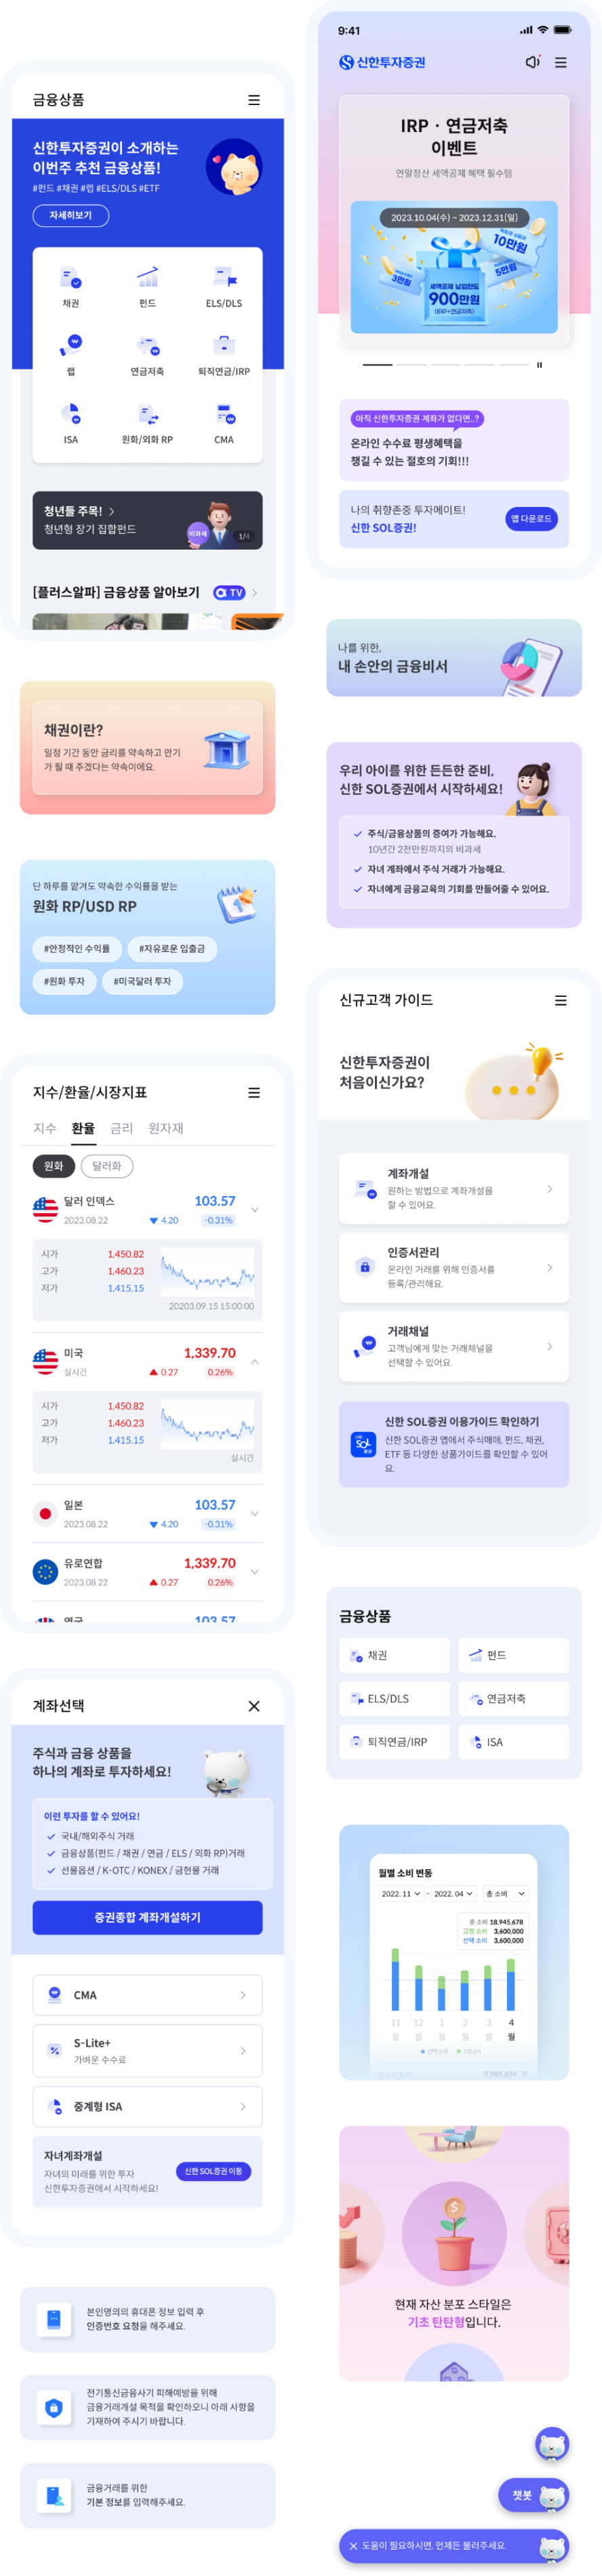 금융상품
신한투자증권이 소개하는
이번주 추천 금융상품!
#펀드 #채권 #랩 #ELS/DLS #ETF
자세히보기
채권
펀드
ELS/DLS
랩
연금저축
퇴직연금/IRP
ISA
원화/외화 RP
CMA
청년들 주목!
청년형 장기 집합펀드
비과세
1/4
[플러스알파] 금융상품 알아보기
TV
채권이란?
일정 기간 동안 금리를 약속하고 만기
가 될 때 주겠다는 약속이에요.
단 하루를 맡겨도 약속한 수익률을 받는
원화 RP/USD RP
#안정적인 수익률
#자유로운 입출금
#원화 투자
#미국달러 투자
지수/환율/시장지표
지수
환율
금리
원자재
원화
달러화
달러 인덱스
103.57
2023.08.22
4.20
-0.31%
시가
1,450.82
고가
1,460.23
저가
1,415.15
20203.09.15 15:00:00
미국
1,339.70
실시간
0.27
0.26%
시가
1,450.82
고가
1,460.23
저가
1,415.15
실시간
일본
103.57
2023.08.22
4.20
-0.31%
유로연합
1,339.70
2023.08.22
0.27
0.26%
영국
103.57
계좌선택
주식과 금융 상품을
하나의 계좌로 투자하세요!
이런 투자를 할 수 있어요!
국내/해외주식 거래
금융상품(펀드 / 채권 / 연금 / ELS / 외화 RP)거래
선물옵션 / K-OTC / KONEX / 금현물 거래
증권종합 계좌개설하기
CMA
S-Lite+
가벼운 수수료
중계형 ISA
자녀계좌개설
자녀의 미래를 위한 투자
신한투자증권에서 시작하세요!
신한 SOL증권 이동
본인명의의 휴대폰 정보 입력 후
인증번호 요청을 해주세요.
전기통신금융사기 피해예방을 위해
금융거래개설 목적을 확인하오니 아래 사항을
기재하여 주시기 바랍니다.
금융거래를 위한
기본 정보를 입력해주세요.
9:41
신한투자증권
IRP · 연금저축
이벤트
연말정산 세액공제 혜택 필수템
2023.10.04(수) ~ 2023.12.31(일)
10만원
3만원
5만원
세액공제 납입한도
900만원
(IRP+연금저축)
아직 신한투자증권 계좌가 없다면..?
온라인 수수료 평생혜택을
챙길 수 있는 절호의 기회!!!
나의 취향존중 투자메이트!
신한 SOL증권!
앱 다운로드
나를 위한,
내 손안의 금융비서
우리 아이를 위한 든든한 준비,
신한 SOL증권에서 시작하세요!
주식/금융상품의 증여가 가능해요.
10년간 2천만원까지의 비과세
자녀 계좌에서 주식 거래가 가능해요.
자녀에게 금융교육의 기회를 만들어줄 수 있어요.
신규고객 가이드
신한투자증권이
처음이신가요?
계좌개설
원하는 방법으로 계좌개설을
할 수 있어요.
인증서관리
온라인 거래를 위해 인증서를
등록/관리해요.
거래채널
고객님에게 맞는 거래채널을
선택할 수 있어요.
신한
SOL
증권
신한 SOL증권 이용가이드 확인하기
신한 SOL증권 앱에서 주식매매, 펀드, 채권,
ETF 등 다양한 상품가이드를 확인할 수 있어
요.
금융상품
채권
펀드
ELS/DLS
연금저축
퇴직연금/IRP
ISA
월별 소비 변동
2022. 11
-
2022. 04
총 소비
총 소비 18,945,678
고정 소비 3,600,000
선택 소비 3,600,000
11 12 1 2 3 4
월 월 월 월 월 월
선택소비
고정소비
3,985,604 원
현재 자산 분포 스타일은
기초 탄탄형입니다.
챗봇
도움이 필요하시면, 언제든 불러주세요.